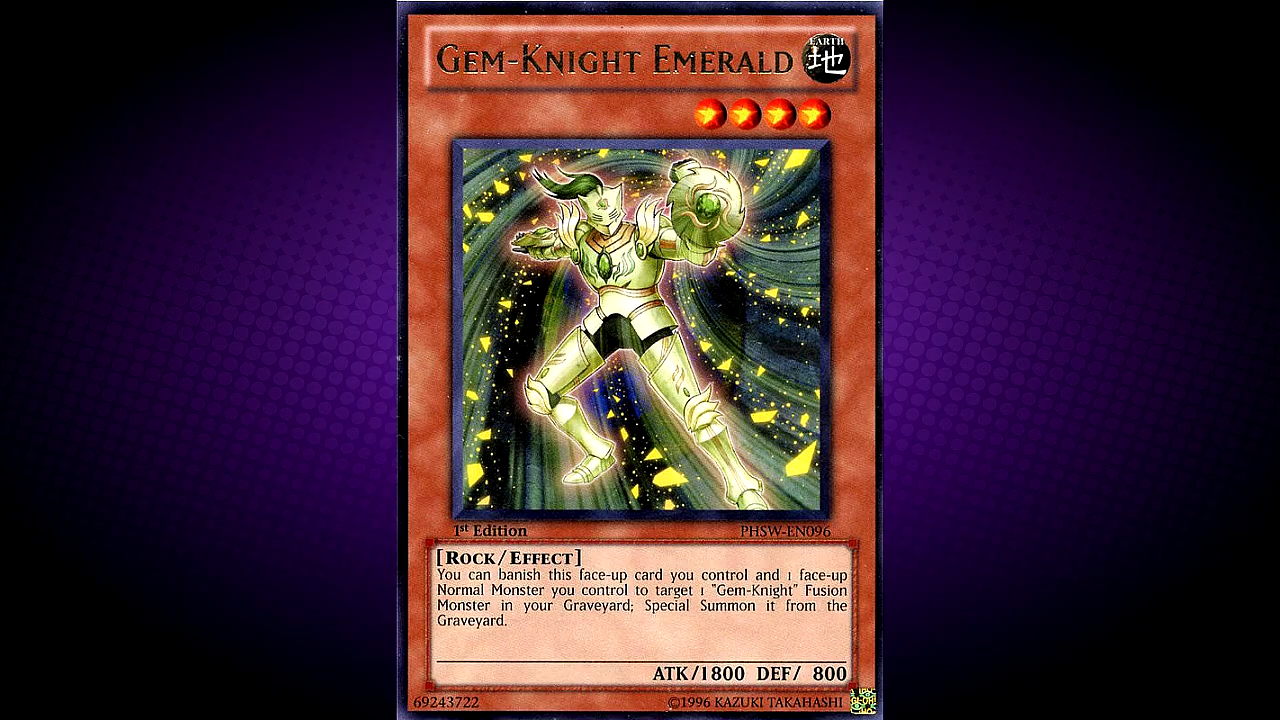 GEM-KNIGHT EMERALD
EARTH
地
1st Edition
PHSW-EN096
[ROCK/EFFECT]
You can banish this face-up card you control and 1 face-up
Normal Monster you control to target 1 "Gem-Knight" Fusion
Monster in your Graveyard; Special Summon it from the
Graveyard.
ATK/1800 DEF/ 800
69243722
©1996 KAZUKI TAKAHASHI